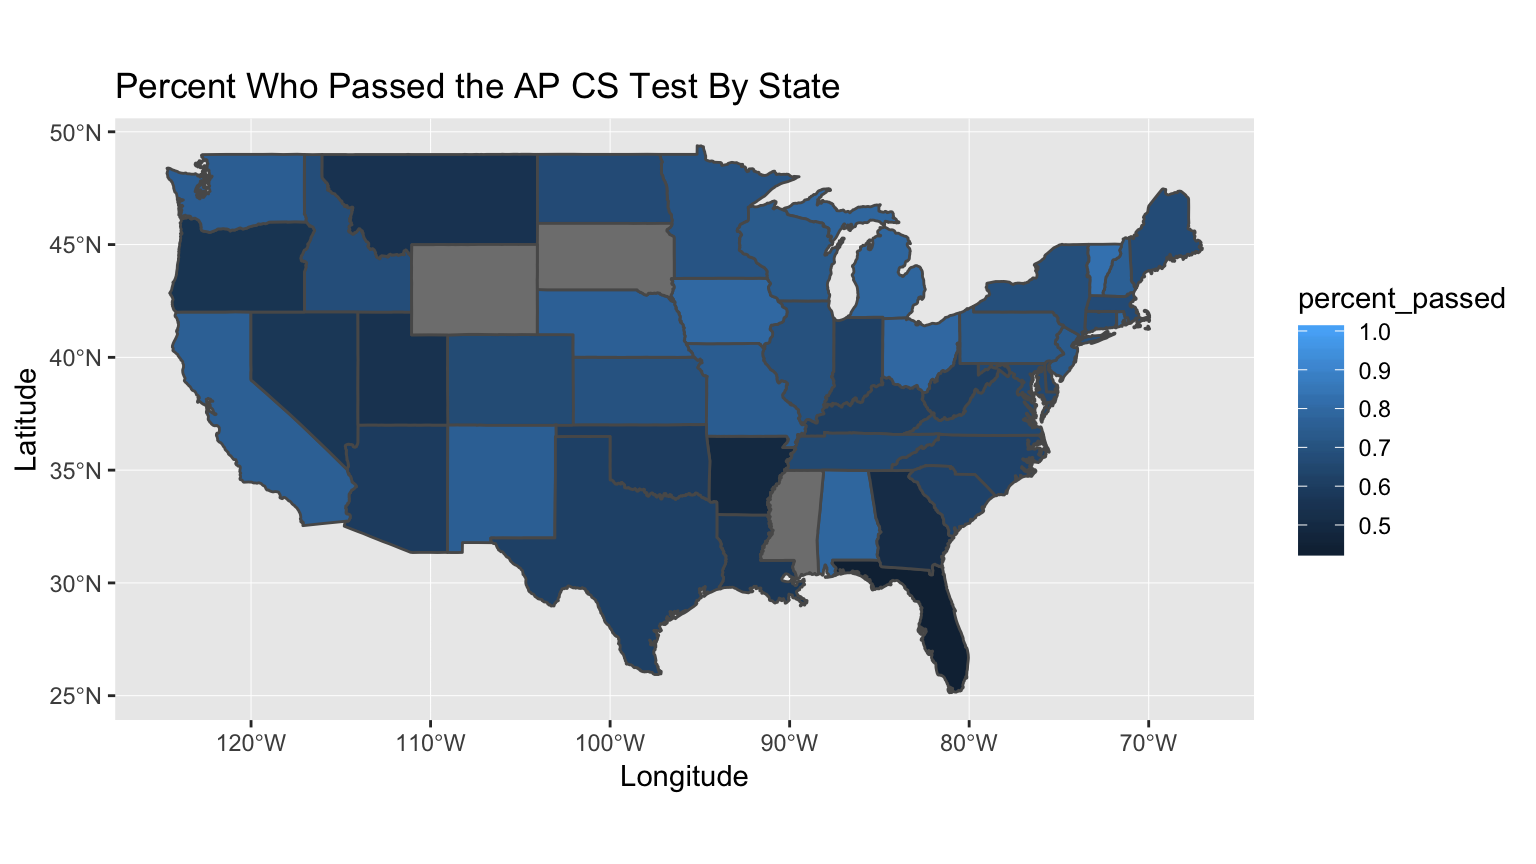 Percent Who Passed the AP CS Test By State
50°N
45°N
40°N
35°N
30°N
25°N
Latitude
120°W 110°W 100°W 90°W 80°W 70°W
Longitude
percent_passed
1.0
0.9
0.8
0.7
0.6
0.5